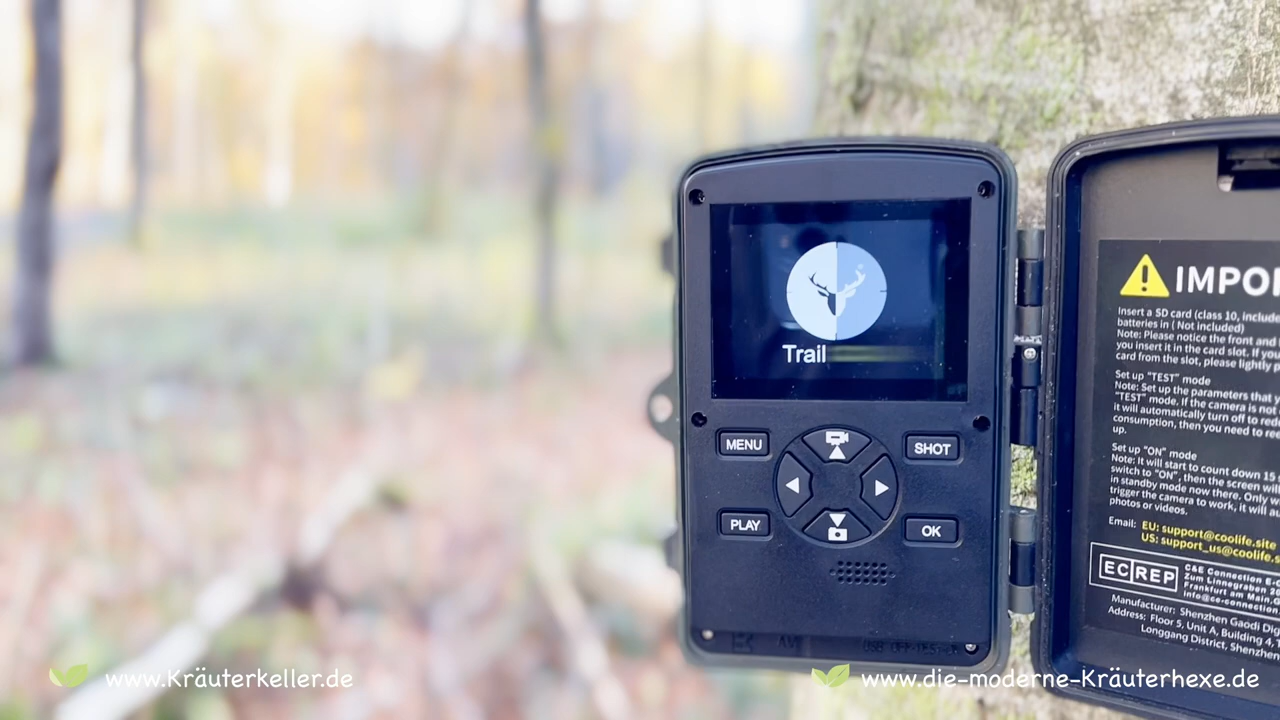 Trail
MENU
SHOT
PLAY
OK
IMPO
Insert a SD card (class 10, include
batteries in ( Not included)
Note: Please notice the front and
you insert it in the card slot. If you
card from the slot, please lightly p
Set up "TEST" mode
Note: Set up the parameters that y
"TEST" mode. If the camera is not
it will automatically turn off to red
consumption, then you need to re
up.
Set up "ON" mode
Note: It will start to count down 15 s
switch to "ON", then the screen will
in standby mode now there. Only w
trigger the camera to work, it will au
photos or videos.
Email: EU: support@coolife.site
US: support_us@coolife.s
EC REP
C&E Connection E-
Zum Linnegraben 20
Frankfurt am Main,
info@ce-connection.
Manufacturer: Shenzhen Gaodi Dig
Address: Floor 5, Unit A, Building 4, T
Longgang District, Shenzhen
www.Kräuterkeller.de
www.die-moderne-Kräuterhexe.de